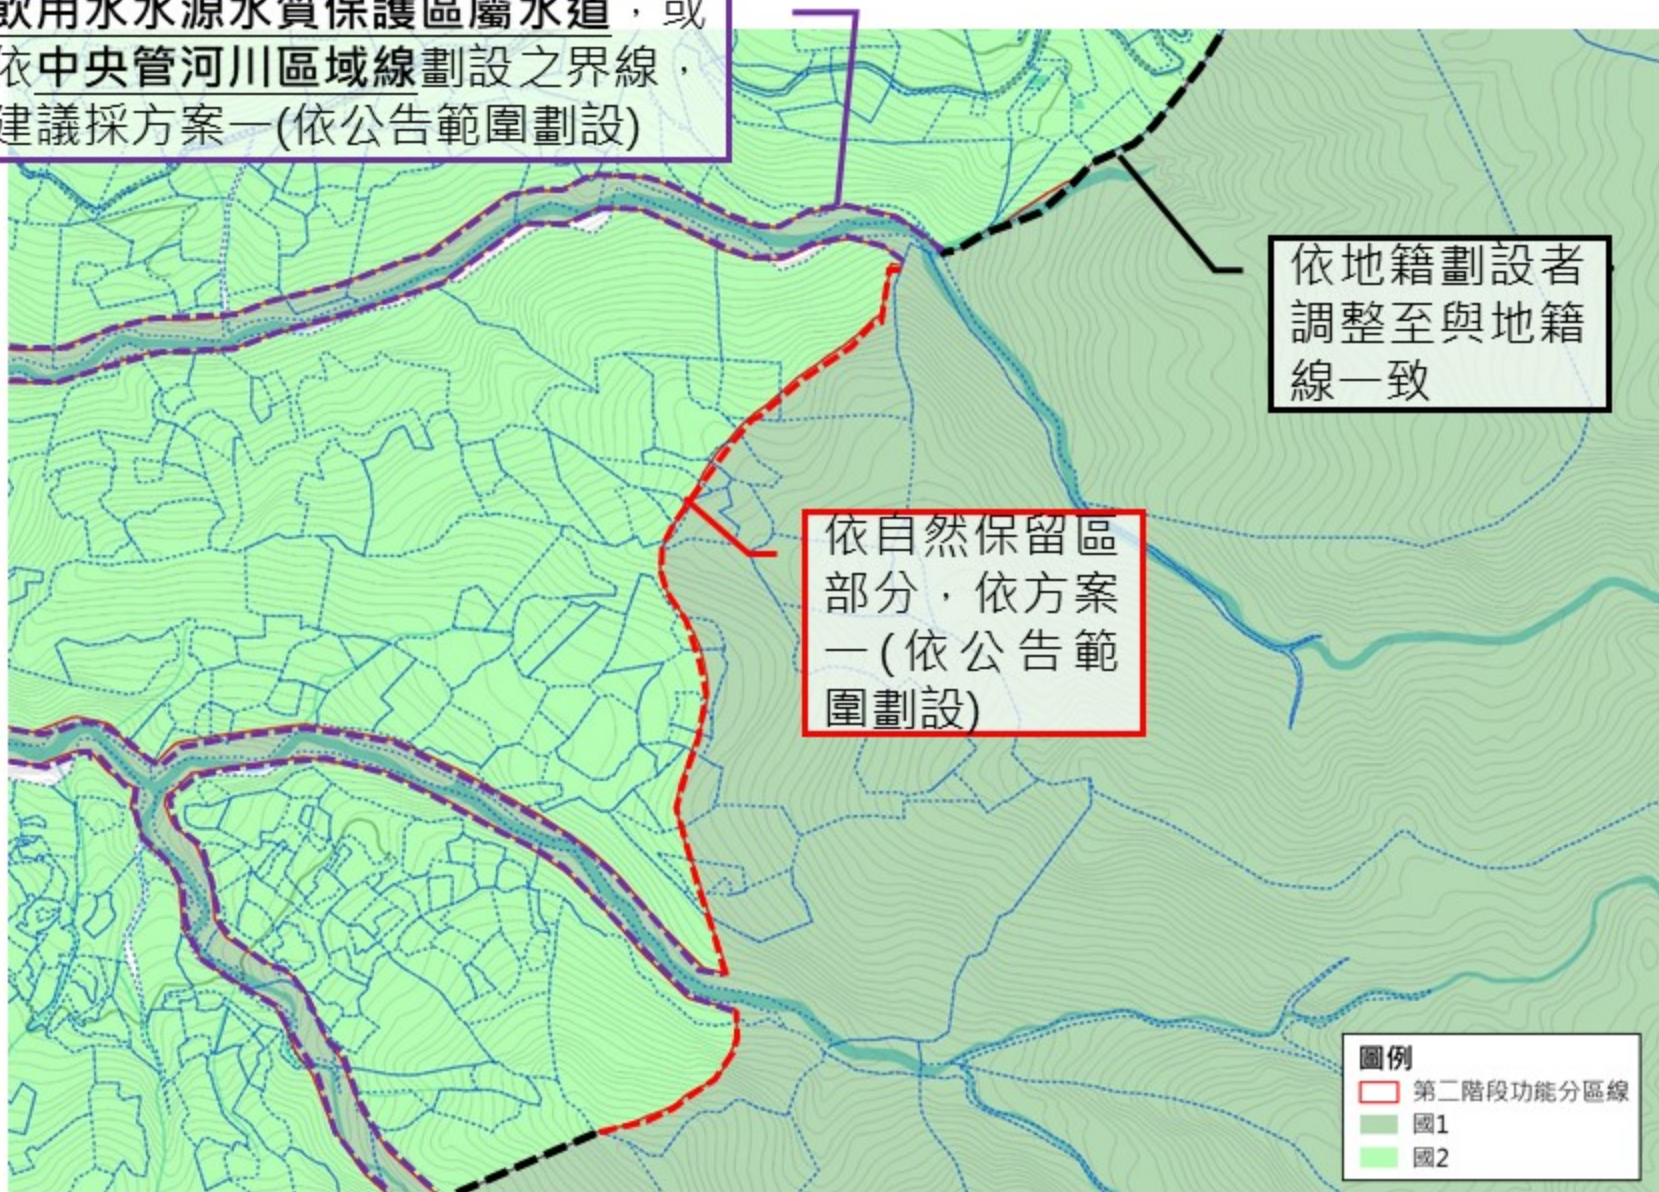 飲用水水源水質保護區屬水道，或
依中央管河川區域線劃設之界線，
建議採方案一(依公告範圍劃設)
依地籍劃設者
調整至與地籍
線一致
依自然保留區
部分，依方案
一(依公告範
圍劃設)
圖例
第二階段功能分區線
國1
國2